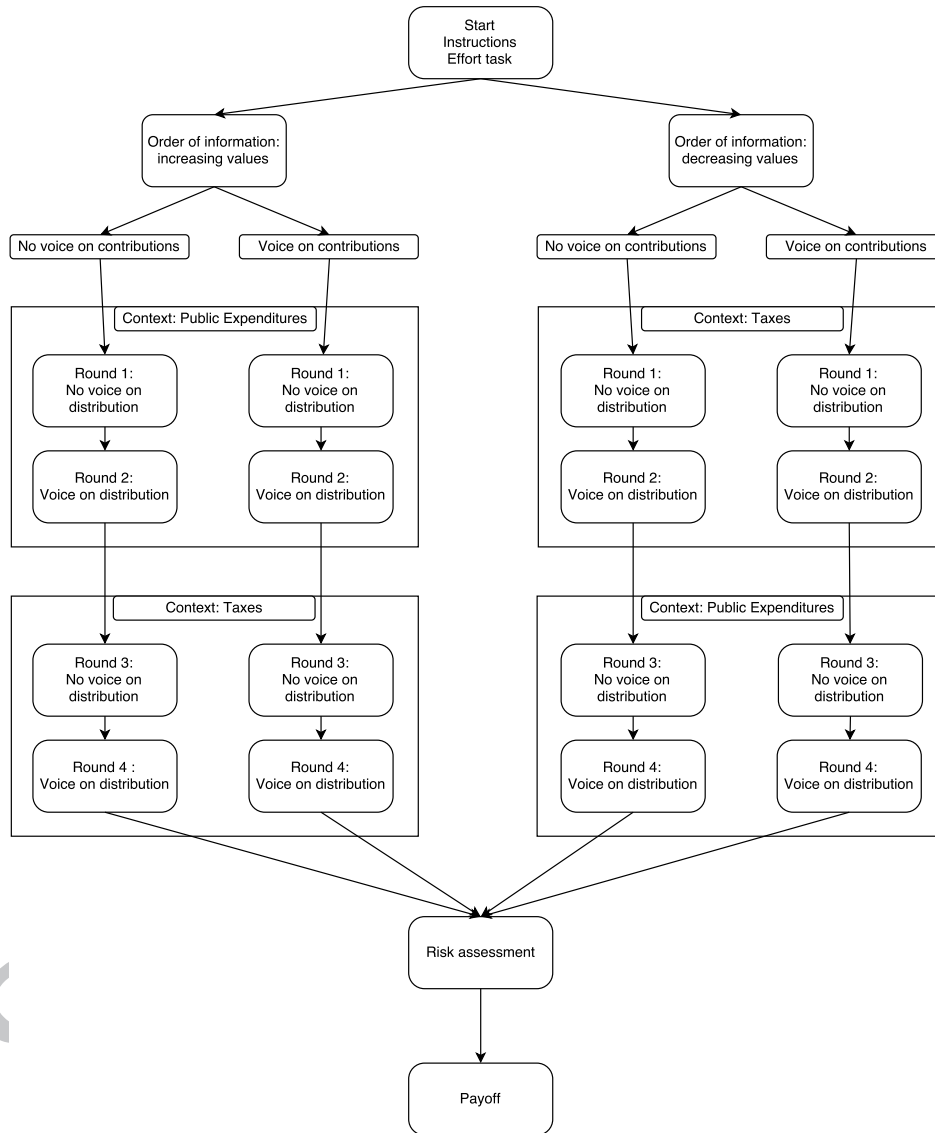 Start
Instructions
Effort task
Order of information:
increasing values
Order of information:
decreasing values
No voice on contributions
Voice on contributions
No voice on contributions
Voice on contributions
Context: Public Expenditures
Context: Taxes
Round 1:
No voice on
distribution
Round 1:
No voice on
distribution
Round 1:
No voice on
distribution
Round 1:
No voice on
distribution
Round 2:
Voice on distribution
Round 2:
Voice on distribution
Round 2:
Voice on distribution
Round 2:
Voice on distribution
Context: Taxes
Context: Public Expenditures
Round 3:
No voice on
distribution
Round 3:
No voice on
distribution
Round 3:
No voice on
distribution
Round 3:
No voice on
distribution
Round 4 :
Voice on distribution
Round 4:
Voice on distribution
Round 4:
Voice on distribution
Round 4:
Voice on distribution
Risk assessment
Payoff